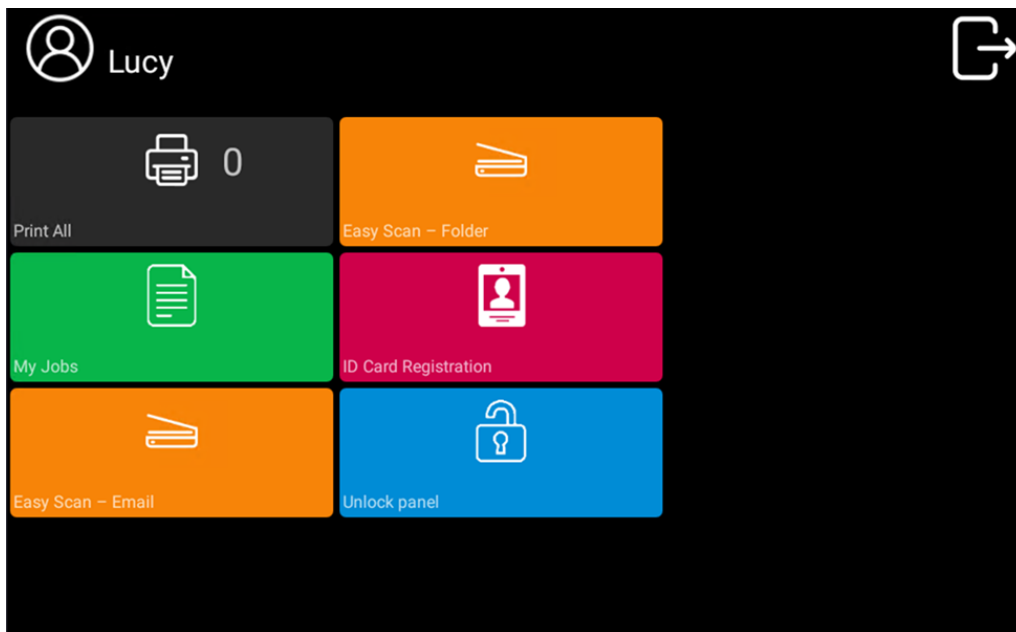 Lucy
0
Print All
Easy Scan – Folder
My Jobs
ID Card Registration
Easy Scan – Email
Unlock panel